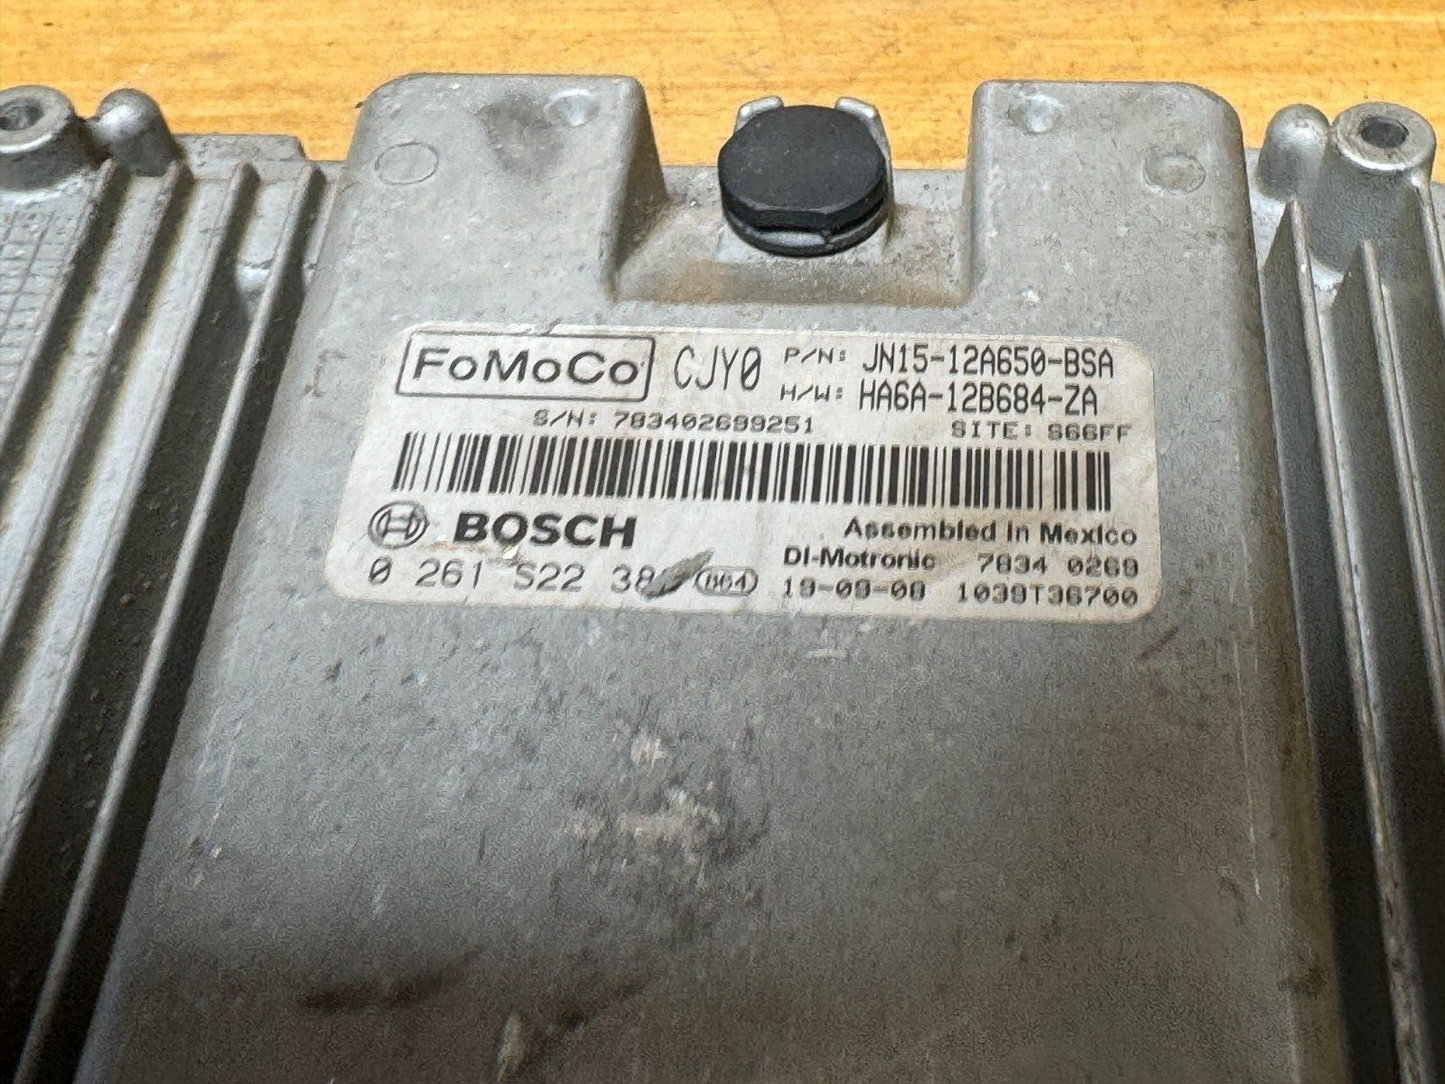 FoMoCo CJY0 P/N: JN15-12A650-BSA
H/W: HA6A-12B684-ZA
S/N: 783402699251 SITE: S66FF
BOSCH Assembled in Mexico
DI-Motronic 7834 0269
0 261 S22 B64 19-09-08 1039T36700